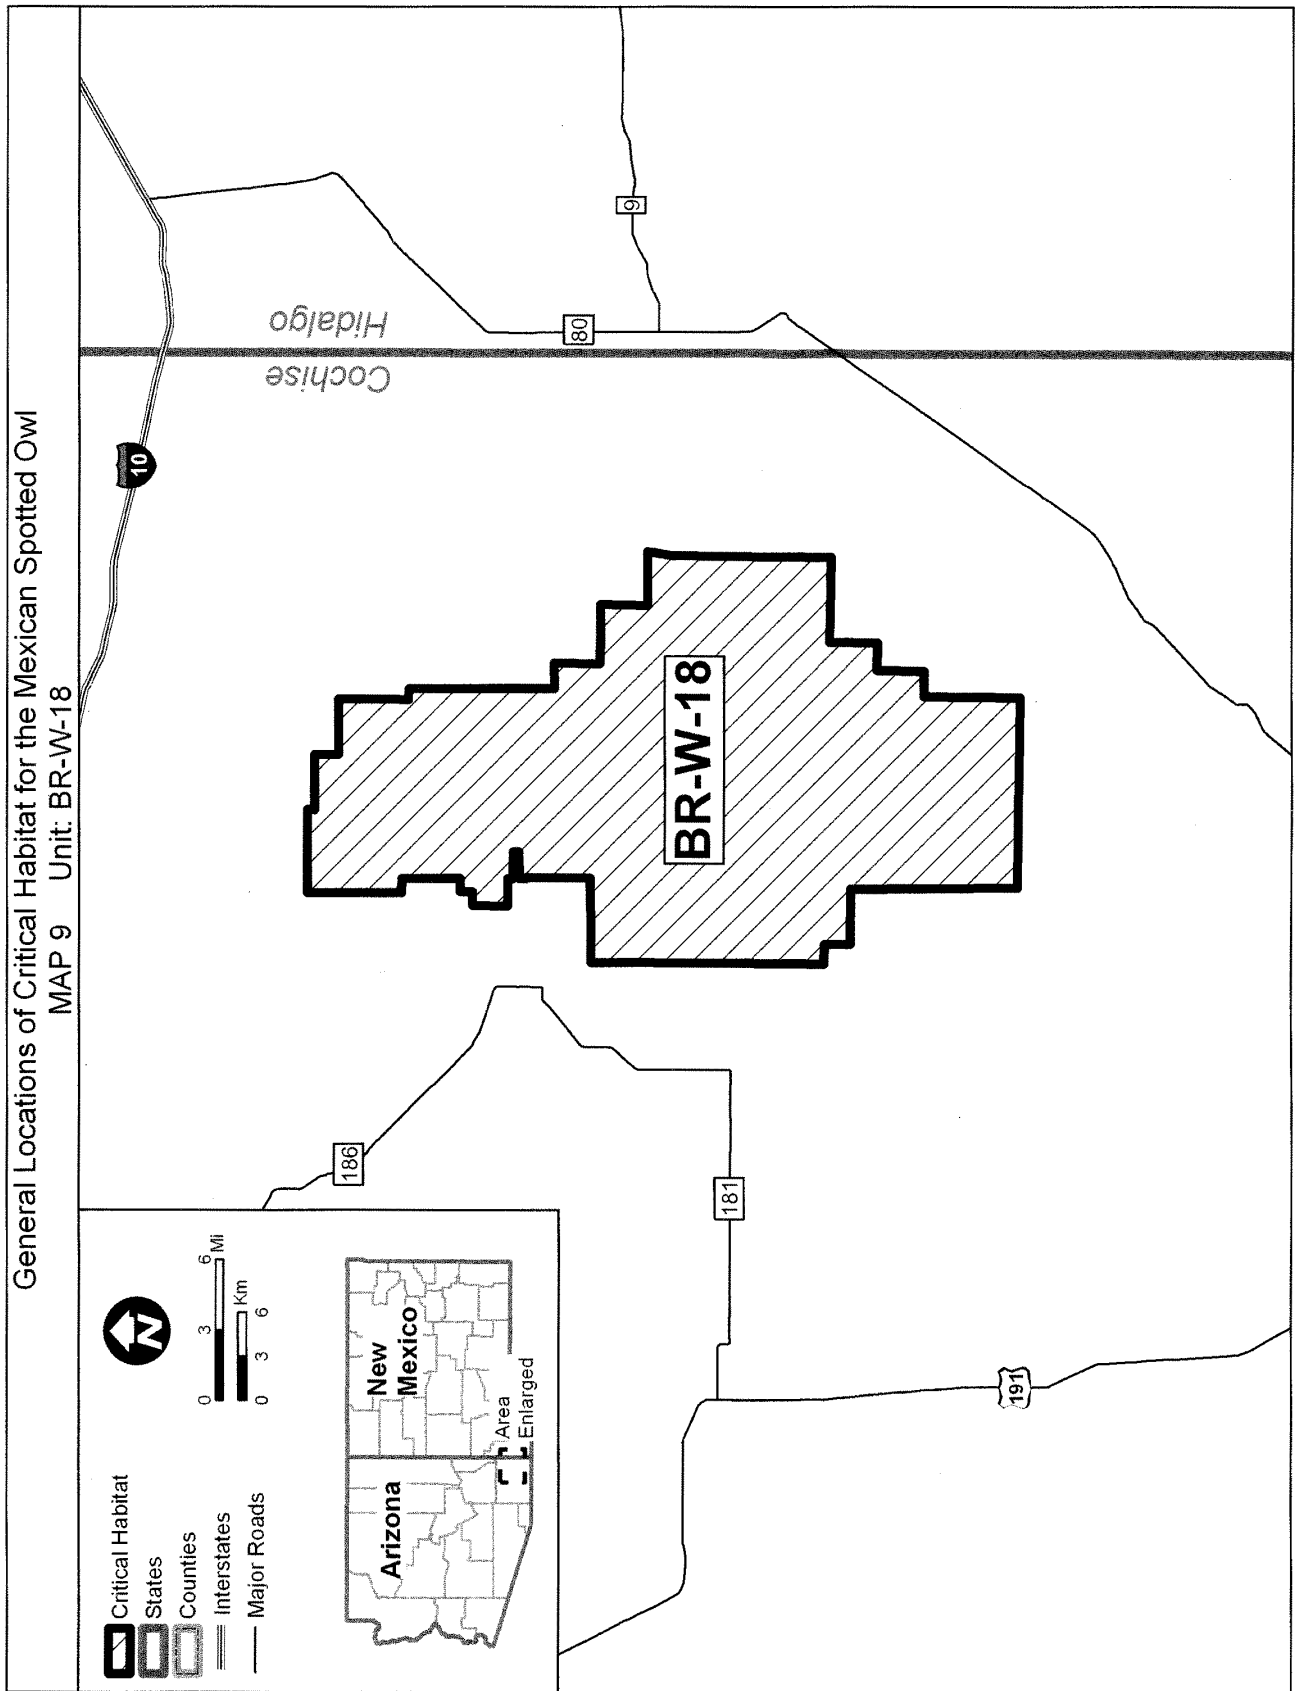 General Locations of Critical Habitat for the Mexican Spotted Owl
MAP 9 Unit: BR-W-18
Critical Habitat
States
Counties
Interstates
Major Roads
N
0 3 6
Mi
Km
0 3 6
Arizona
New
Mexico
Area
Enlarged
10
186
181
191
80
9
Cochise
Hidalgo
BR-W-18